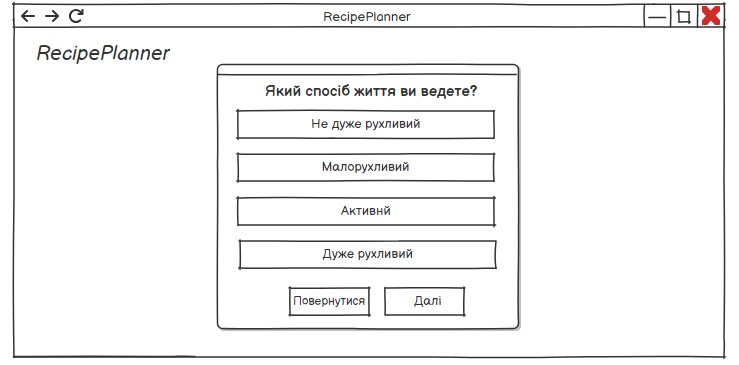 RecipePlanner
RecipePlanner
Який спосіб життя ви ведете?
Не дуже рухливий
Малорухливий
Активнй
Дуже рухливий
Повернутися Далі